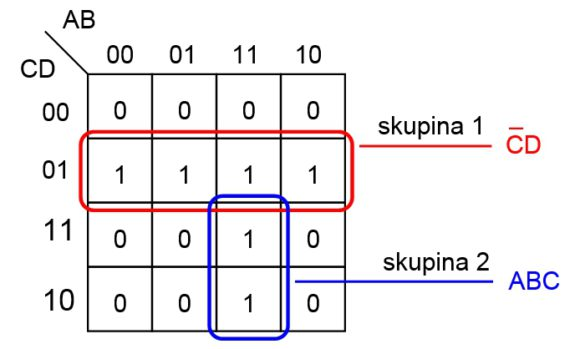 AB
CD
00 01 11 10
00 0 0 0 0
skupina 1
C̅D
01 1 1 1 1
11 0 0 1 0
skupina 2
ABC
10 0 0 1 0